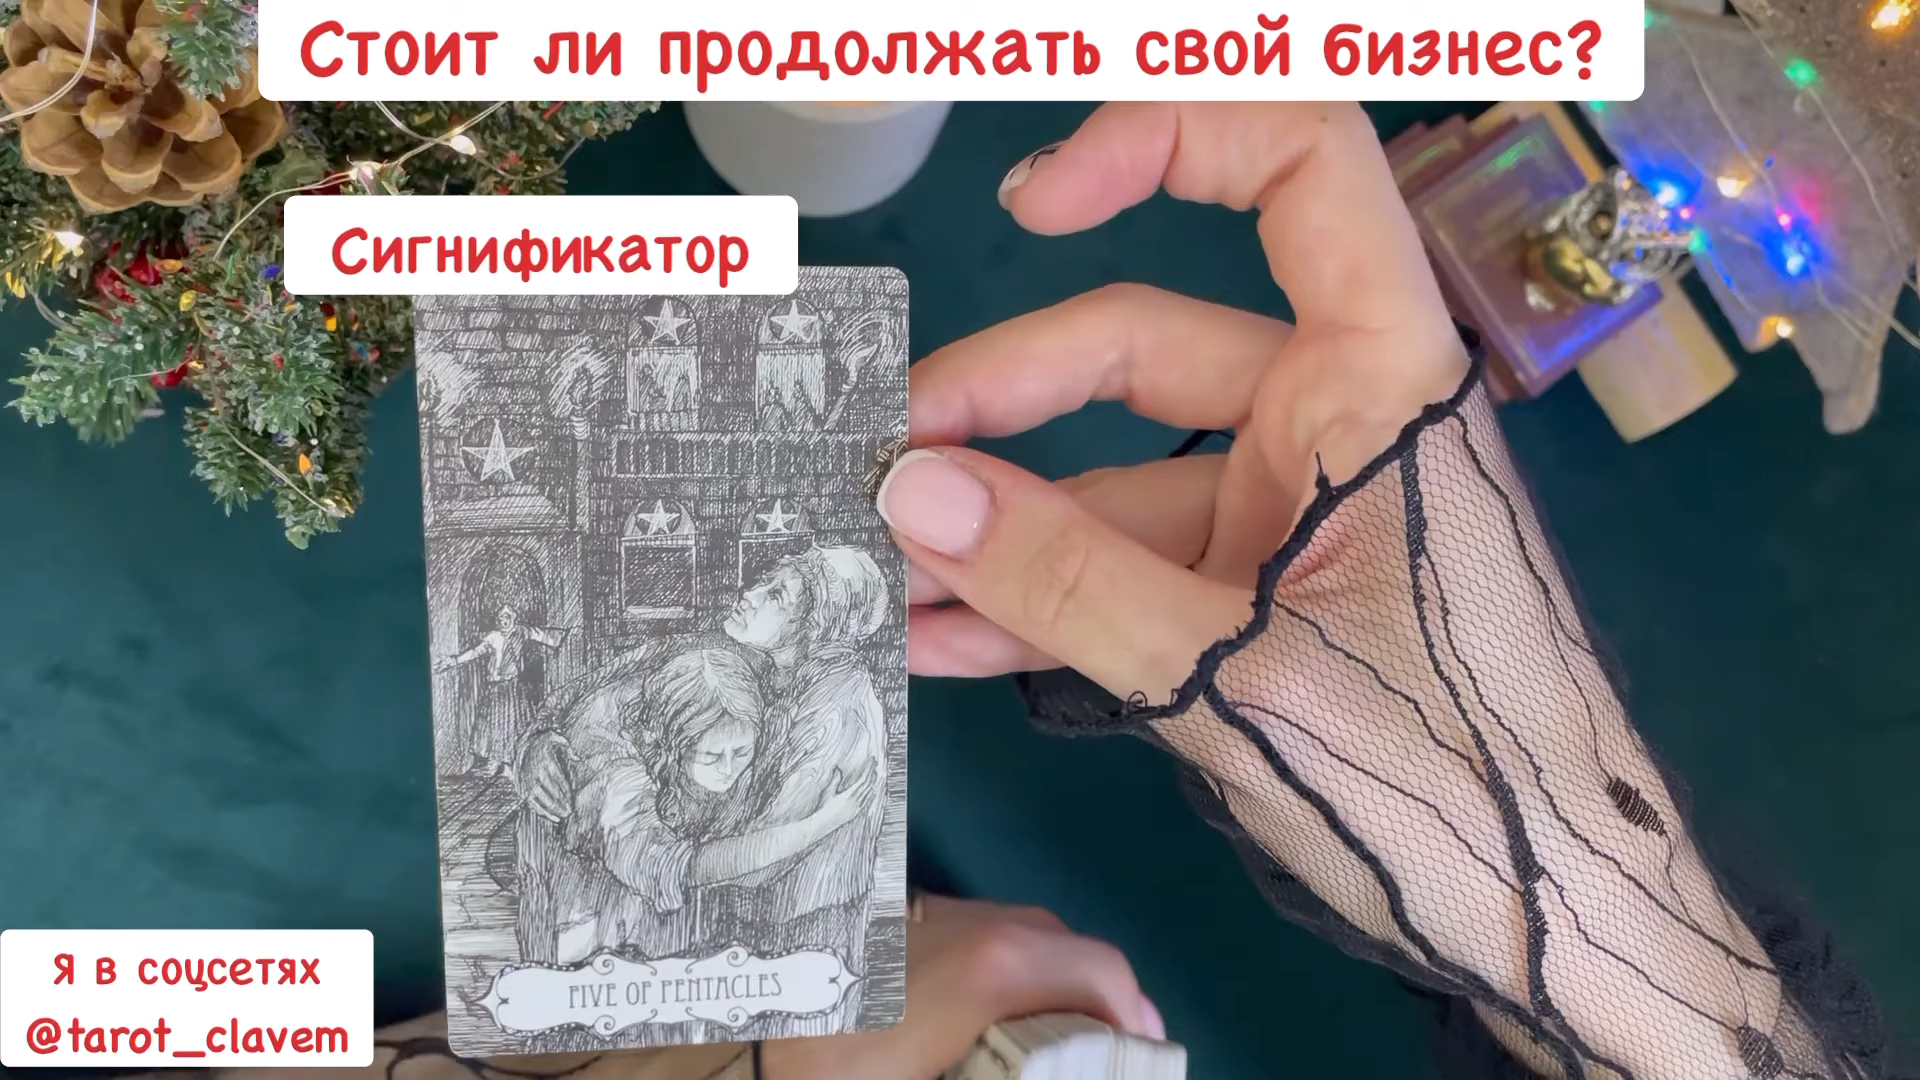 Стоит ли продолжать свой бизнес?
Сигнификатор
FIVE OF PENTACLES
Я в соцсетях
@tarot_clavem